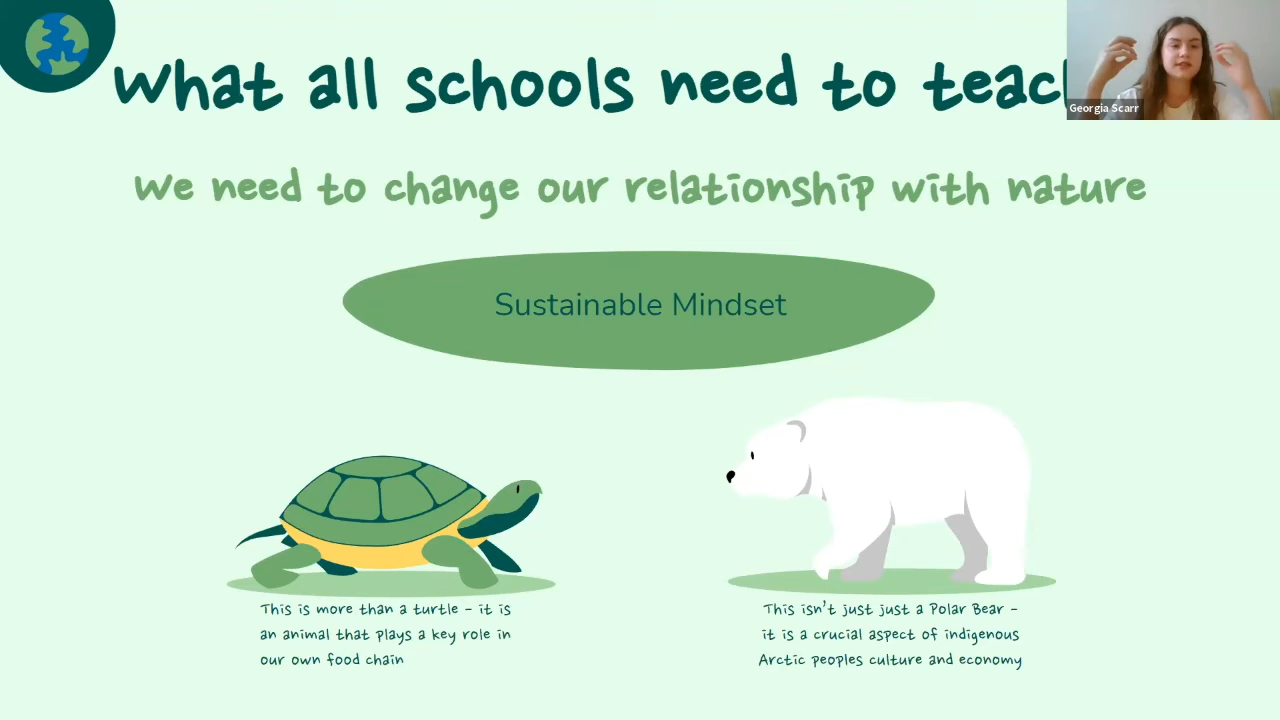 What all schools need to teac
Georgia Scarr
We need to change our relationship with nature
Sustainable Mindset
This is more than a turtle - it is
an animal that plays a key role in
our own food chain
This isn't just just a Polar Bear -
it is a crucial aspect of indigenous
Arctic peoples culture and economy